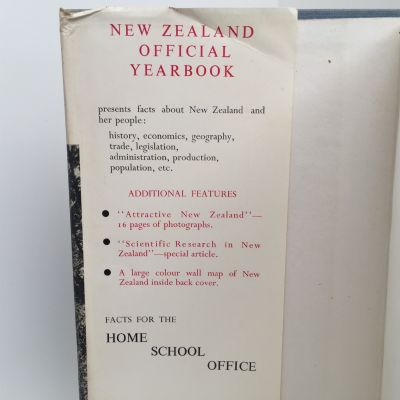 NEW ZEALAND
OFFICIAL
YEARBOOK
presents facts about New Zealand and
her people:
history, economics, geography,
trade, legislation,
administration, production,
population, etc.
ADDITIONAL FEATURES
● "Attractive New Zealand"—
16 pages of photographs.
● "Scientific Research in New
Zealand"—special article.
● A large colour wall map of New
Zealand inside back cover.
FACTS FOR THE
HOME
SCHOOL
OFFICE